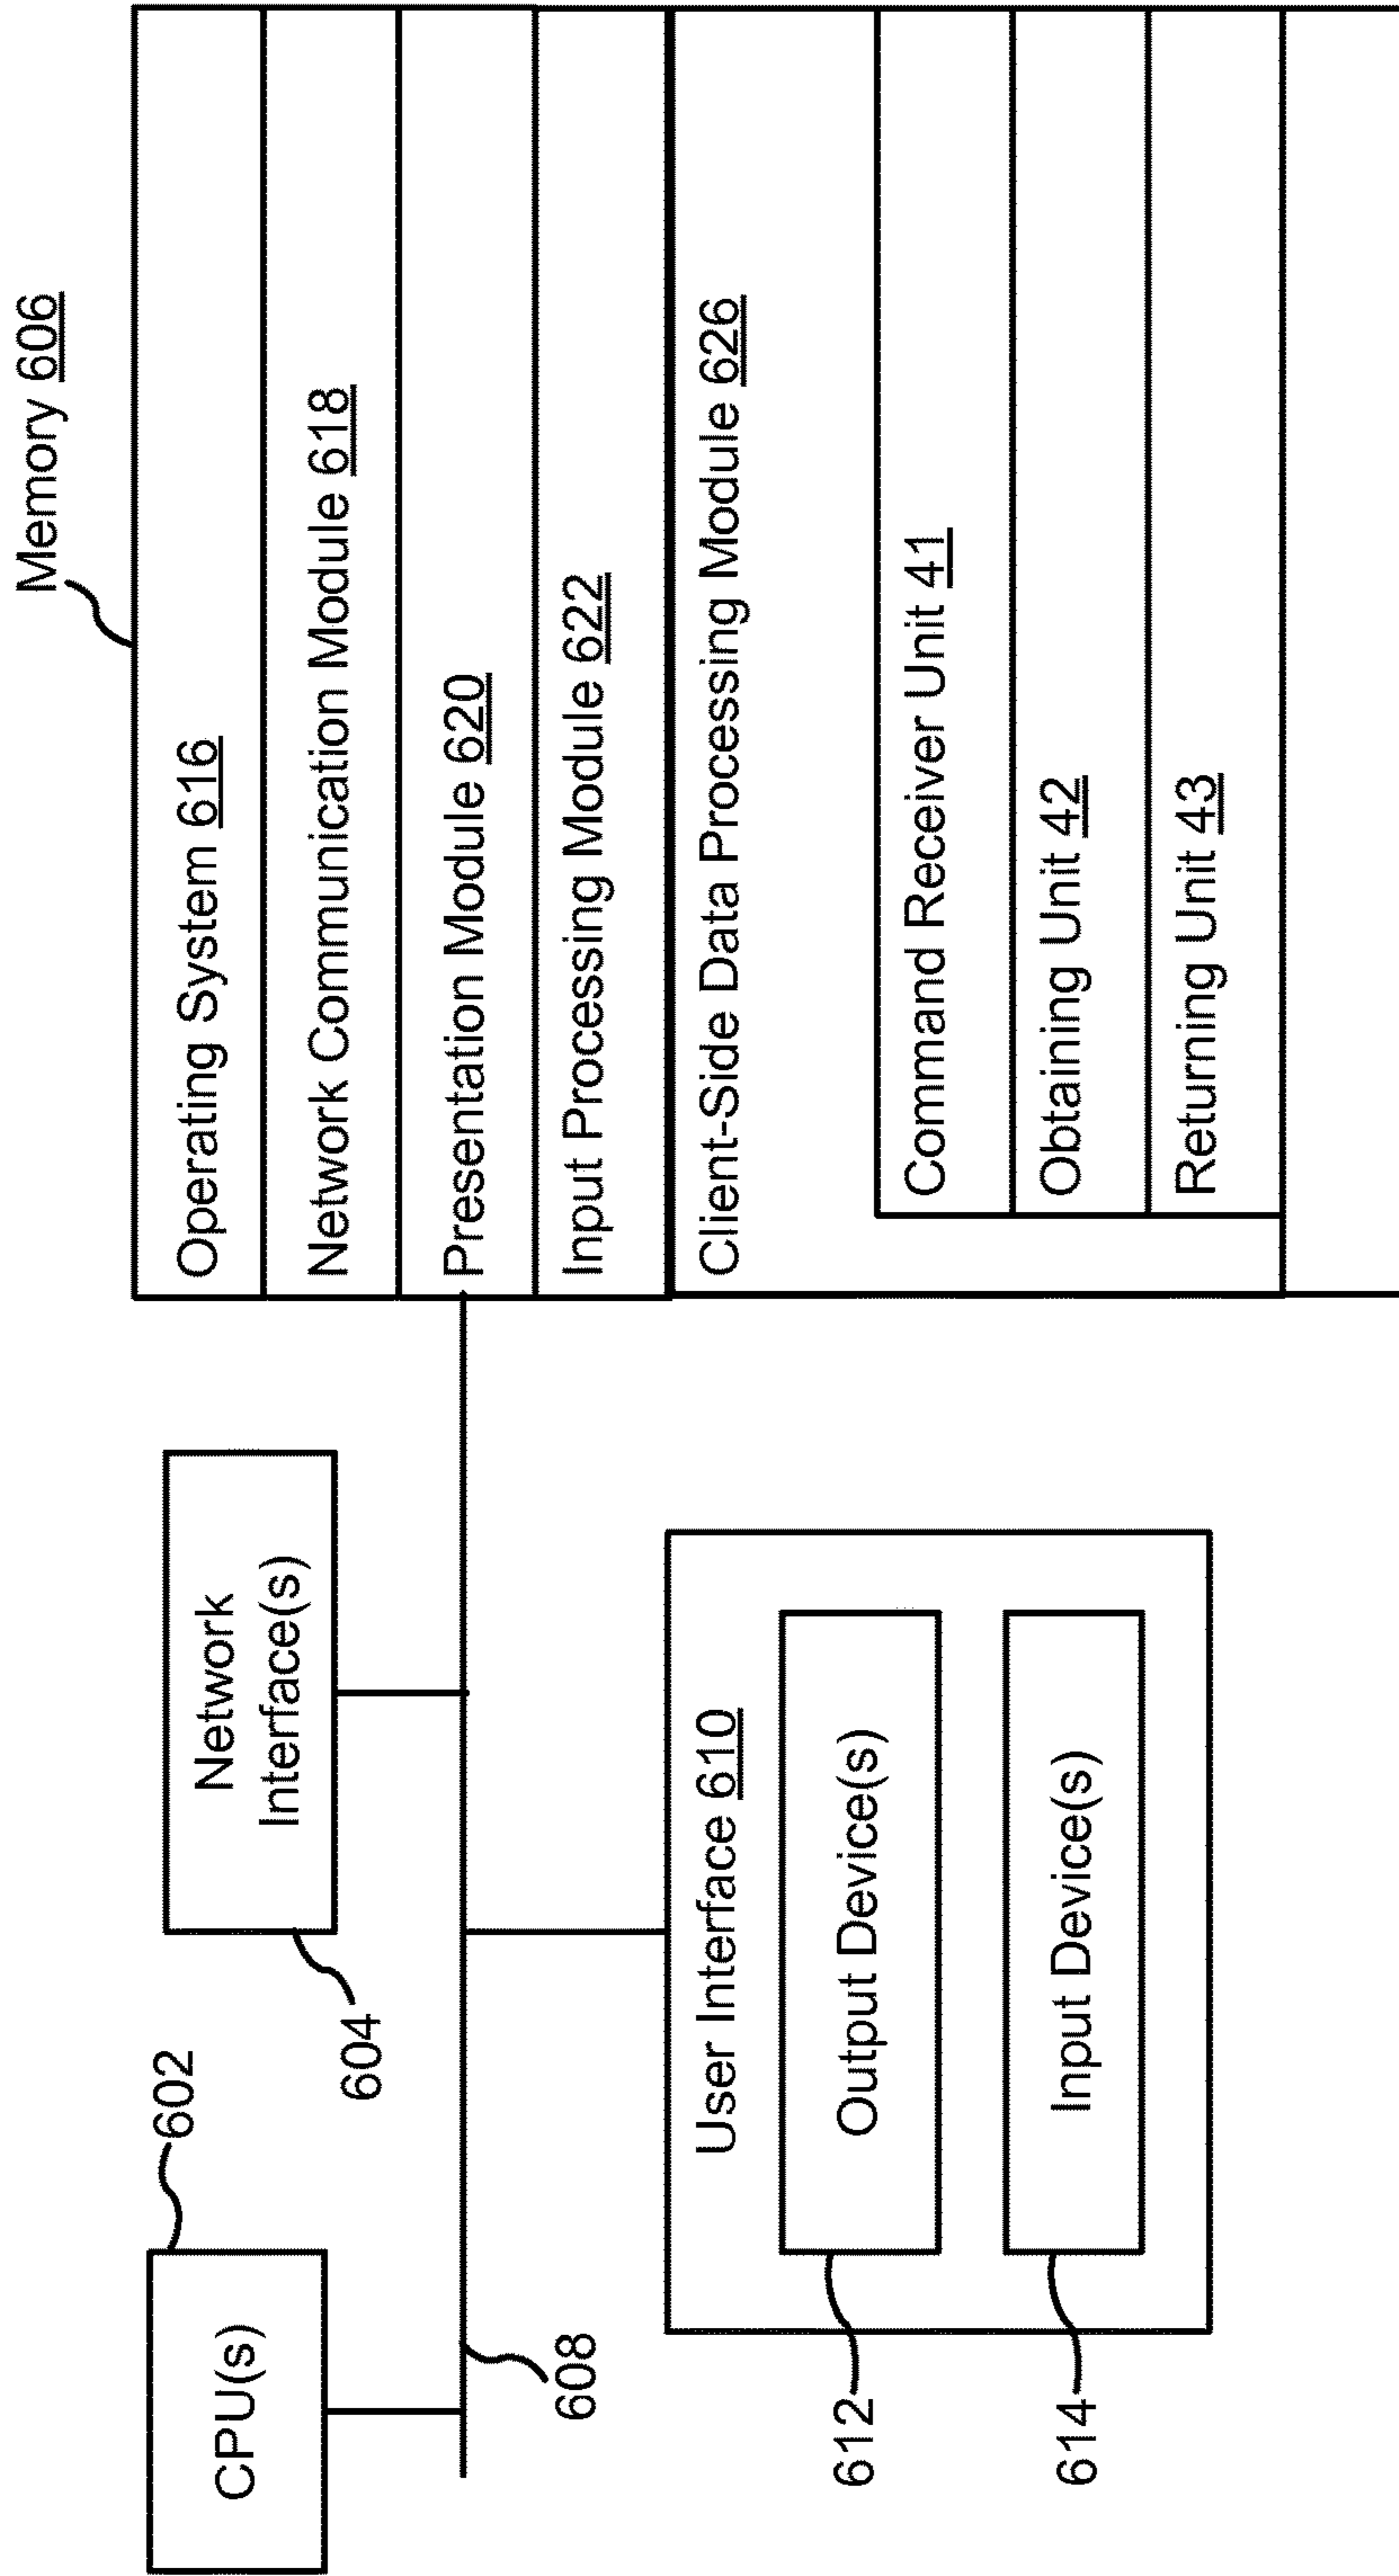 Memory 606
CPU(s)
602
Network
Interface(s)
604
608
User Interface 610
Output Device(s)
612
Input Device(s)
614
Operating System 616
Network Communication Module 618
Presentation Module 620
Input Processing Module 622
Client-Side Data Processing Module 626
Command Receiver Unit 41
Obtaining Unit 42
Returning Unit 43